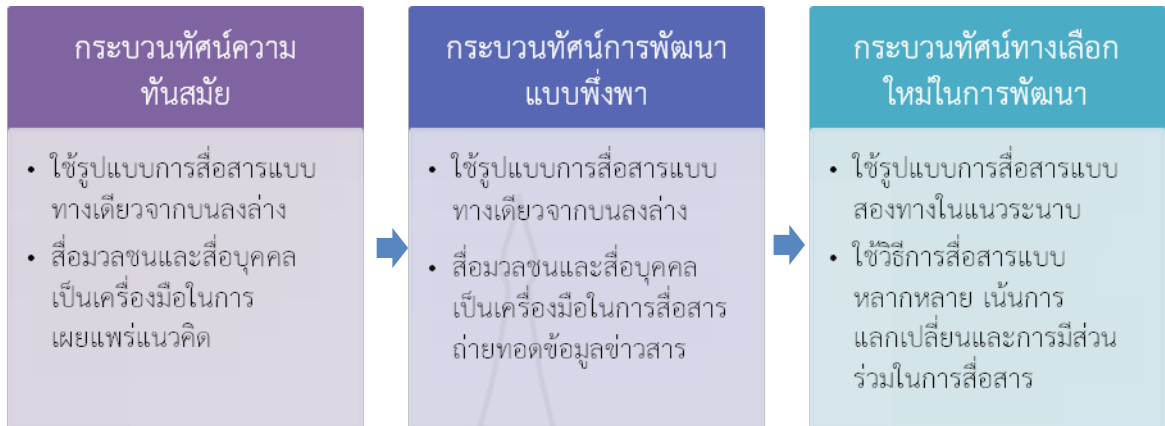 กระบวนทัศน์ความ
ทันสมัย
• ใช้รูปแบบการสื่อสารแบบ
ทางเดียวจากบนลงล่าง
• สื่อมวลชนและสื่อบุคคล
เป็นเครื่องมือในการ
เผยแพร่แนวคิด
กระบวนทัศน์การพัฒนา
แบบพึ่งพา
• ใช้รูปแบบการสื่อสารแบบ
ทางเดียวจากบนลงล่าง
• สื่อมวลชนและสื่อบุคคล
เป็นเครื่องมือในการสื่อสาร
ถ่ายทอดข้อมูลข่าวสาร
กระบวนทัศน์ทางเลือก
ใหม่ในการพัฒนา
• ใช้รูปแบบการสื่อสารแบบ
สองทางในแนวระนาบ
• ใช้วิธีการสื่อสารแบบ
หลากหลาย เน้นการ
แลกเปลี่ยนและการมีส่วน
ร่วมในการสื่อสาร